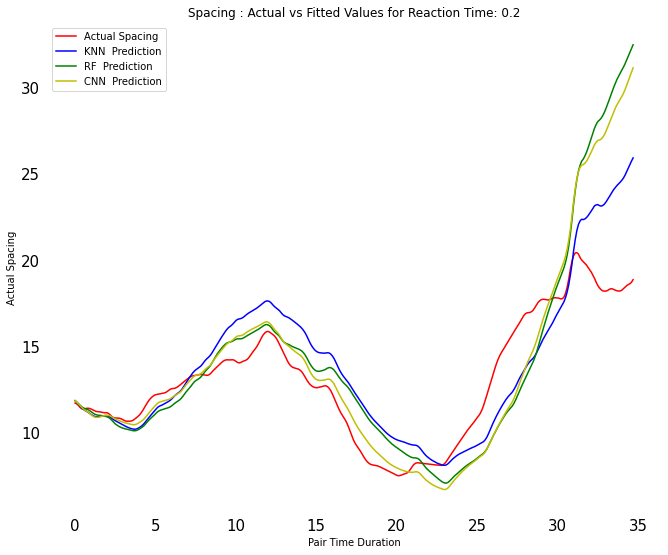 Spacing : Actual vs Fitted Values for Reaction Time: 0.2
Actual Spacing
KNN  Prediction
RF  Prediction
CNN  Prediction
30
25
20
15
10
Actual Spacing
0 5 10 15 20 25 30 35
Pair Time Duration